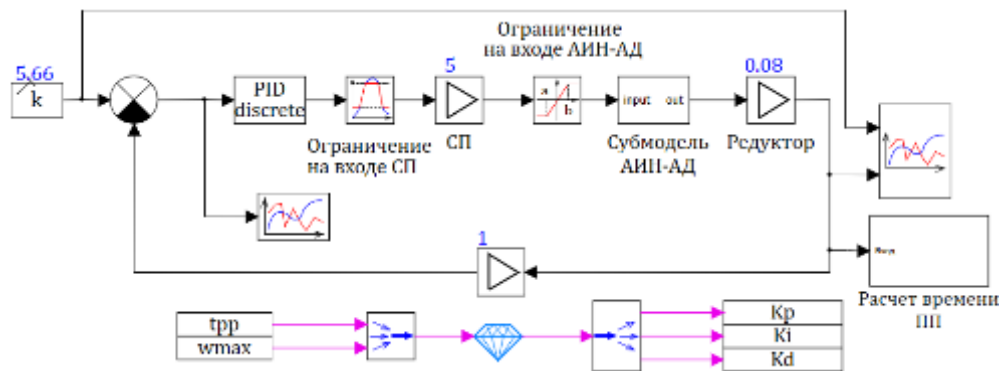 Ограничение
на входе АИН-АД
5,66
k
PID
discrete
5
a
b
input out
0.08
Ограничение
на входе СП
СП
Субмодель
АИН-АД
Редуктор
1
Расчет времени
ПП
tpp
wmax
Kp
Ki
Kd